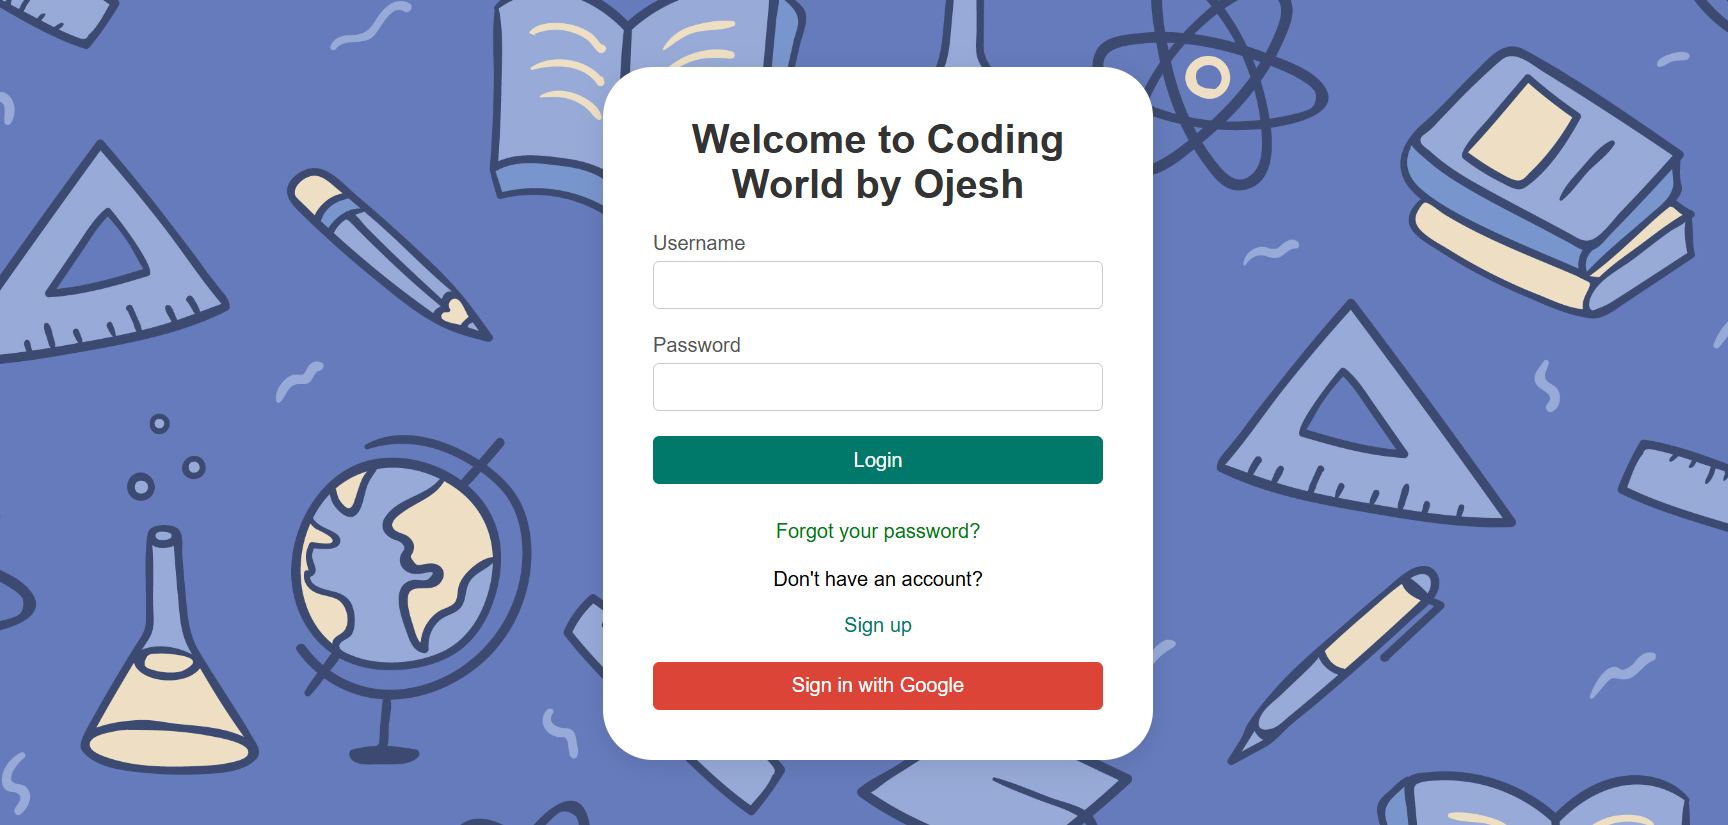 Welcome to Coding
World by Ojesh
Username
Password
Login
Forgot your password?
Don't have an account?
Sign up
Sign in with Google